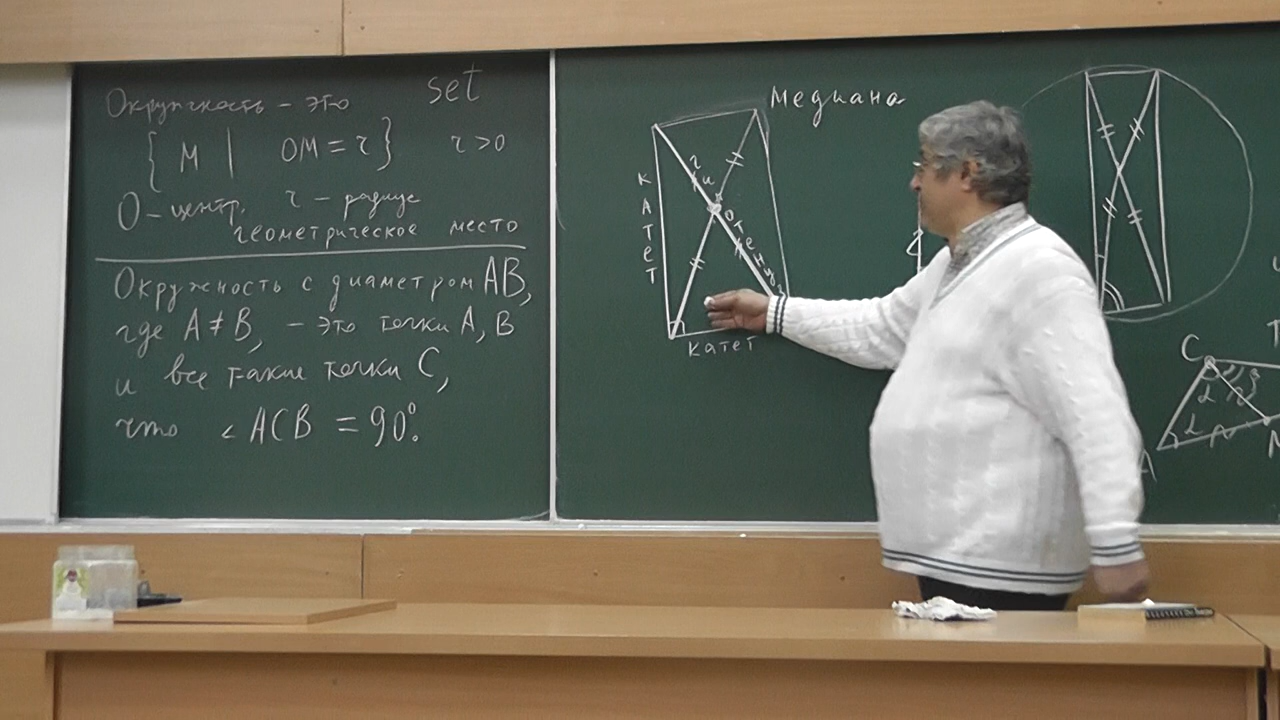 Окружность – это set
{ M | OM = r } r > 0
O – центр, r – радиус
геометрическое место
Окружность с диаметром AB,
где A ≠ B, – это точки A, B
и все такие точки C,
что ∠ ACB = 90°.
Медиана
КАТЕТ
гипотенуза
катет
C
α
α
A